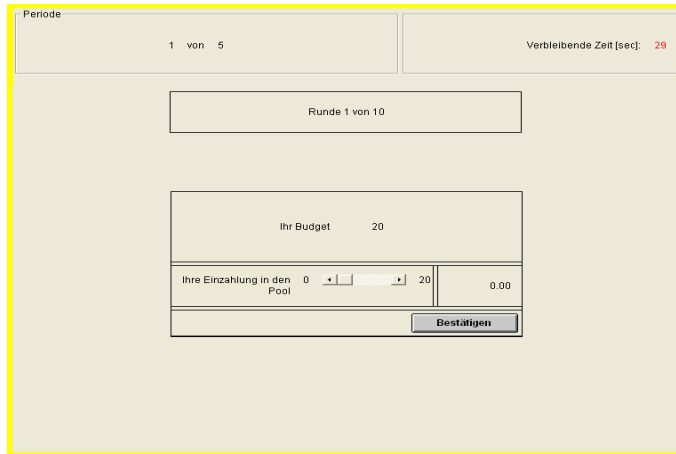 Periode
1 von 5
Verbleibende Zeit [sec]: 29
Runde 1 von 10
Ihr Budget 20
Ihre Einzahlung in den 0 20 0.00
Pool
Bestätigen